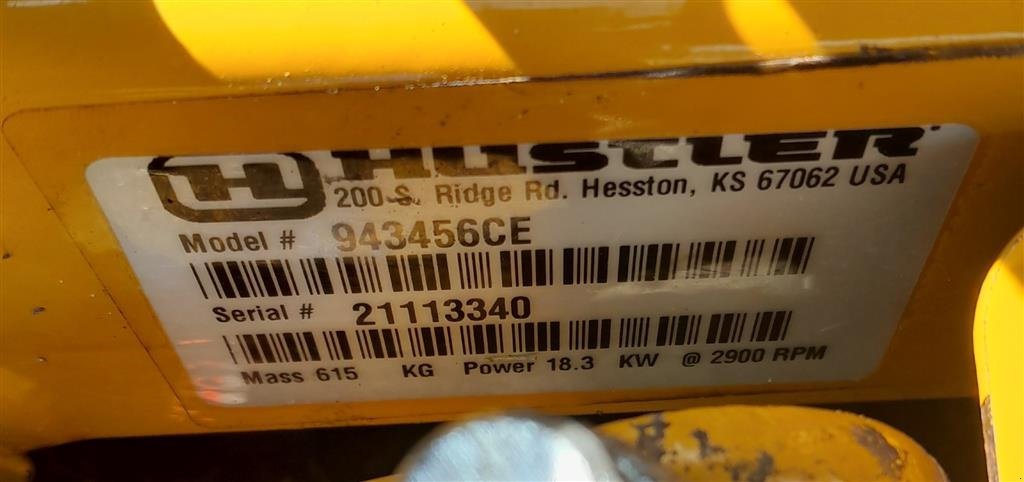 HUSTLER
200 S. Ridge Rd. Hesston, KS 67062 USA
Model # 943456CE
Serial # 21113340
Mass 615 KG Power 18.3 KW @ 2900 RPM